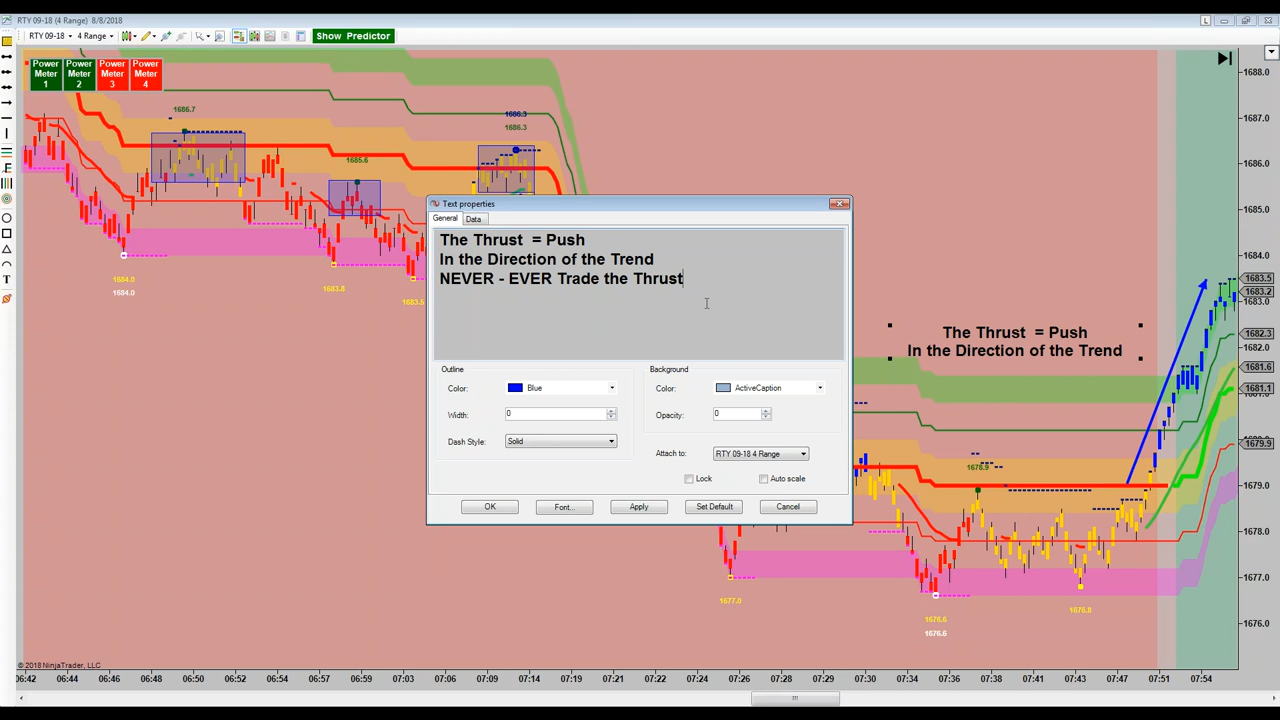 RTY 09-18 (4 Range) 8/8/2018
L
RTY 09-18 4 Range Show Predictor
Power Meter 1
Power Meter 2
Power Meter 3
Power Meter 4
1686.7
1686.3
1686.3
1685.6
1684.0
1684.0
1683.8
1683.5
Text properties
General Data
The Thrust = Push
In the Direction of the Trend
NEVER - EVER Trade the Thrust
Outline
Color: Blue
Width: 0
Dash Style: Solid
Background
Color: ActiveCaption
Opacity: 0
Attach to: RTY 09-18 4 Range
Lock Auto scale
OK Font... Apply Set Default Cancel
The Thrust = Push
In the Direction of the Trend
1678.9
1677.0
1676.6
1676.6
1676.8
1688.0
1687.0
1686.0
1685.0
1684.0
1683.5
1683.2
1683.0
1682.3
1682.0
1681.6
1681.1
1679.9
1679.0
1678.0
1677.0
1676.0
© 2018 NinjaTrader, LLC
06:42 06:44 06:46 06:48 06:50 06:52 06:54 06:57 06:59 07:03 07:06 07:09 07:14 07:21 07:22 07:24 07:25 07:27 07:28 07:29 07:30 07:34 07:36 07:38 07:41 07:43 07:47 07:51 07:54